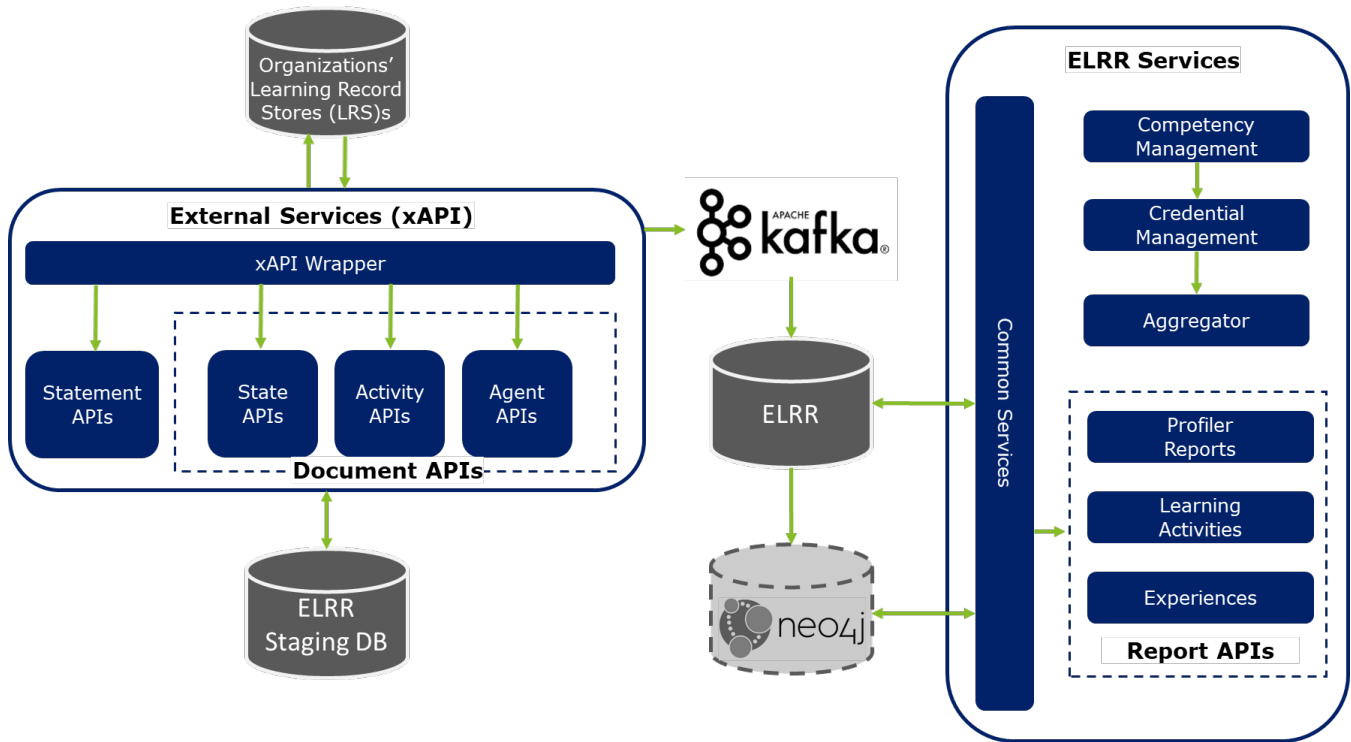 Organizations'
Learning Record
Stores (LRS)s
External Services (xAPI)
xAPI Wrapper
Statement
APIs
State
APIs
Activity
APIs
Agent
APIs
Document APIs
ELRR
Staging DB
APACHE
kafka®
ELRR
neo4j
ELRR Services
Common Services
Competency
Management
Credential
Management
Aggregator
Profiler
Reports
Learning
Activities
Experiences
Report APIs